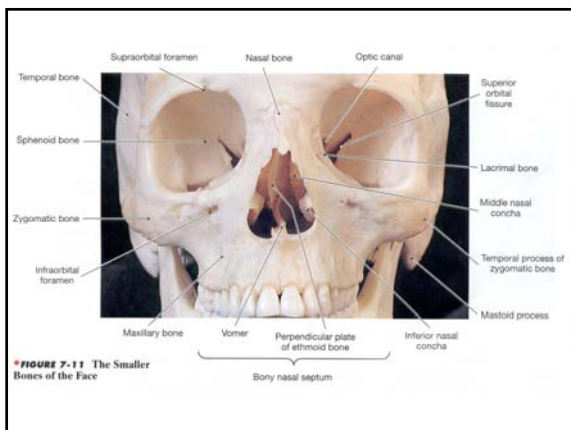 Supraorbital foramen
Nasal bone
Optic canal
Temporal bone
Superior
orbital
fissure
Sphenoid bone
Lacrimal bone
Middle nasal
concha
Zygomatic bone
Temporal process of
zygomatic bone
Infraorbital
foramen
Mastoid process
Maxillary bone
Vomer
Perpendicular plate
of ethmoid bone
Inferior nasal
concha
•FIGURE 7-11 The Smaller
Bones of the Face
Bony nasal septum